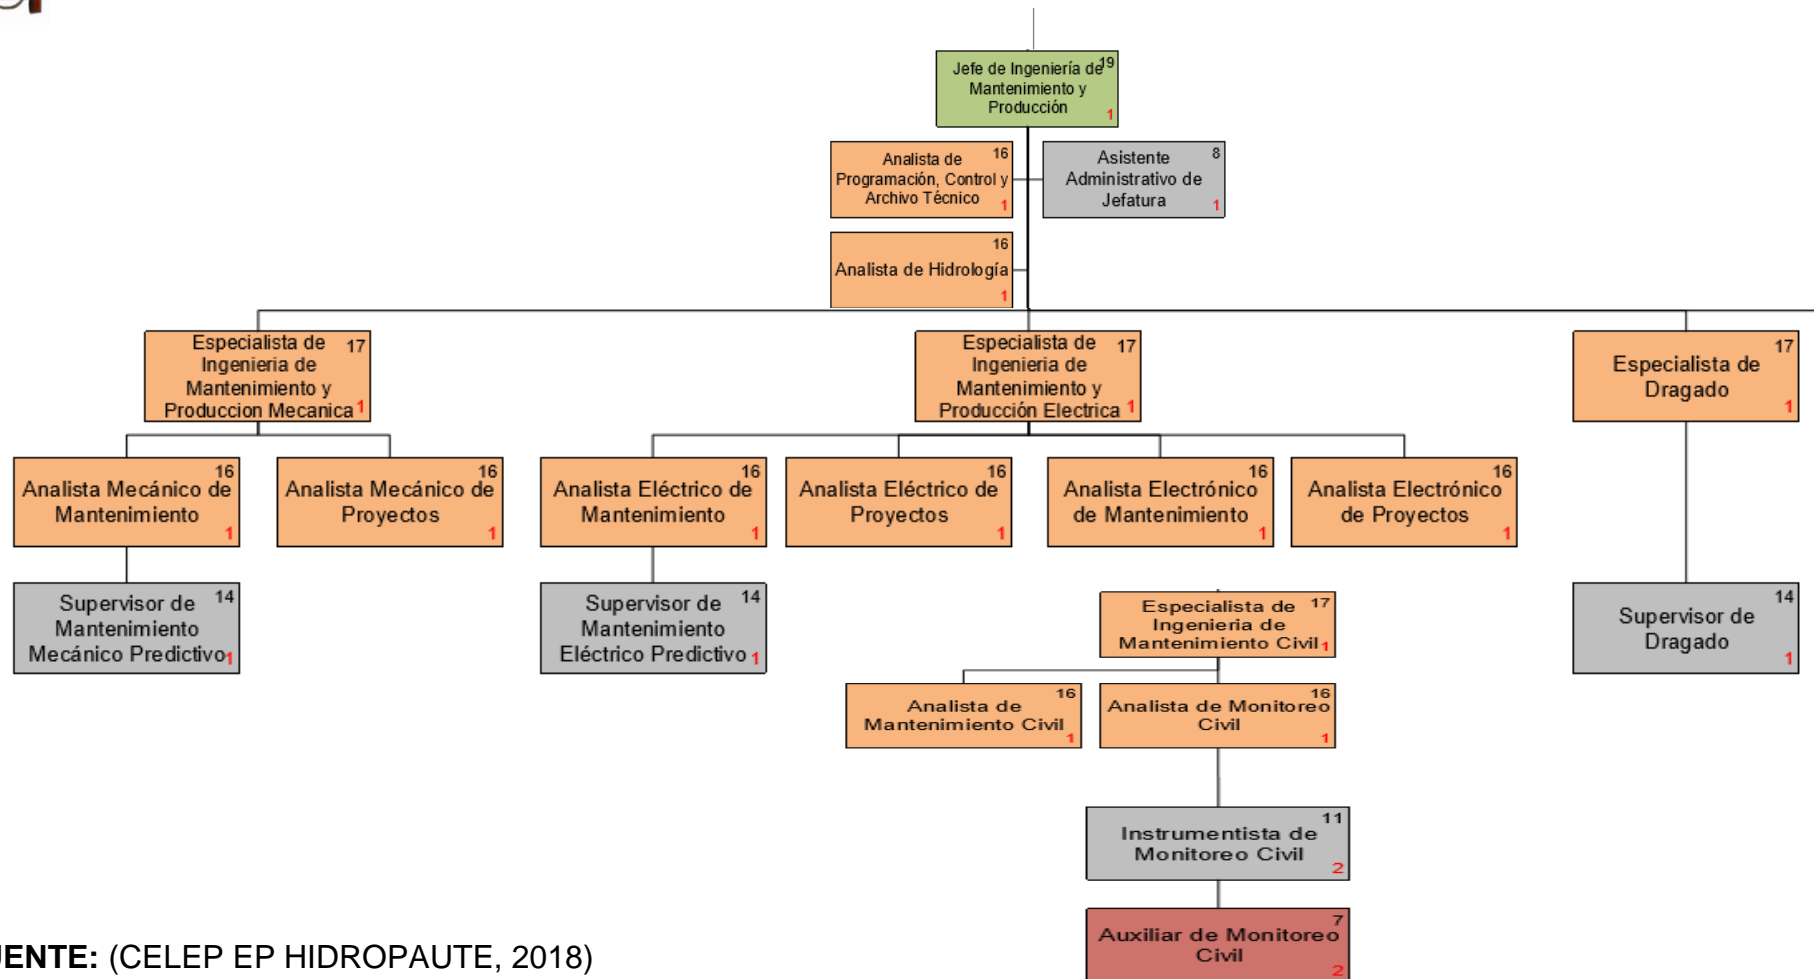 Jefe de Ingeniería de 19
Mantenimiento y
Producción
1
Analista de 16
Programación, Control y
Archivo Técnico
1
Asistente 8
Administrativo de
Jefatura
1
16
Analista de Hidrología
1
Especialista de 17
Ingenieria de
Mantenimiento y
Produccion Mecanica 1
Especialista de 17
Ingenieria de
Mantenimiento y
Producción Electrica 1
17
Especialista de
Dragado
1
16
Analista Mecánico de
Mantenimiento
1
16
Analista Mecánico de
Proyectos
1
16
Analista Eléctrico de
Mantenimiento
1
16
Analista Eléctrico de
Proyectos
1
16
Analista Electrónico
de Mantenimiento
1
16
Analista Electrónico
de Proyectos
1
Supervisor de 14
Mantenimiento
Mecánico Predictivo 1
Supervisor de 14
Mantenimiento
Eléctrico Predictivo 1
14
Supervisor de
Dragado
1
Especialista de 17
Ingenieria de
Mantenimiento Civil 1
16
Analista de
Mantenimiento Civil
1
16
Analista de Monitoreo
Civil
1
11
Instrumentista de
Monitoreo Civil
2
7
Auxiliar de Monitoreo
Civil
2
UENTE: (CELEP EP HIDROPAUTE, 2018)